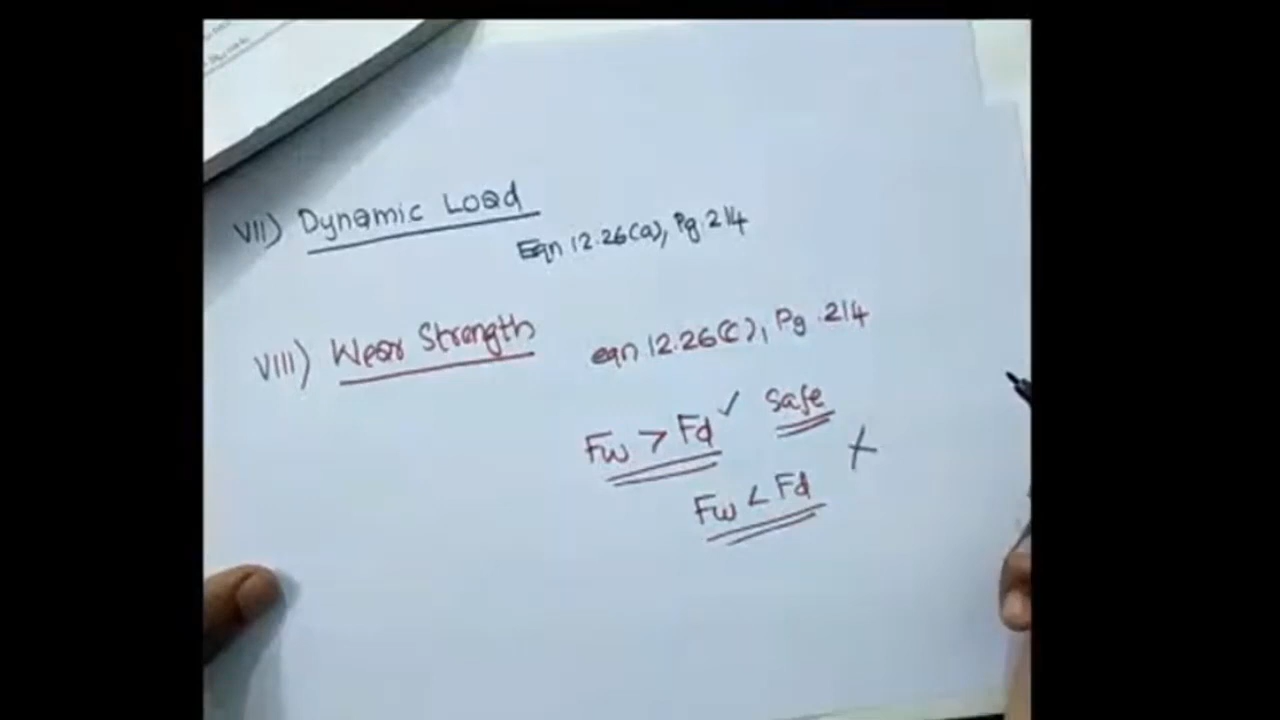 VII) Dynamic Load
Eqn 12.26(a), Pg.214
VIII) Wear Strength
eqn 12.26(c), Pg.214
Fw > Fd ✓ Safe
Fw < Fd ✗